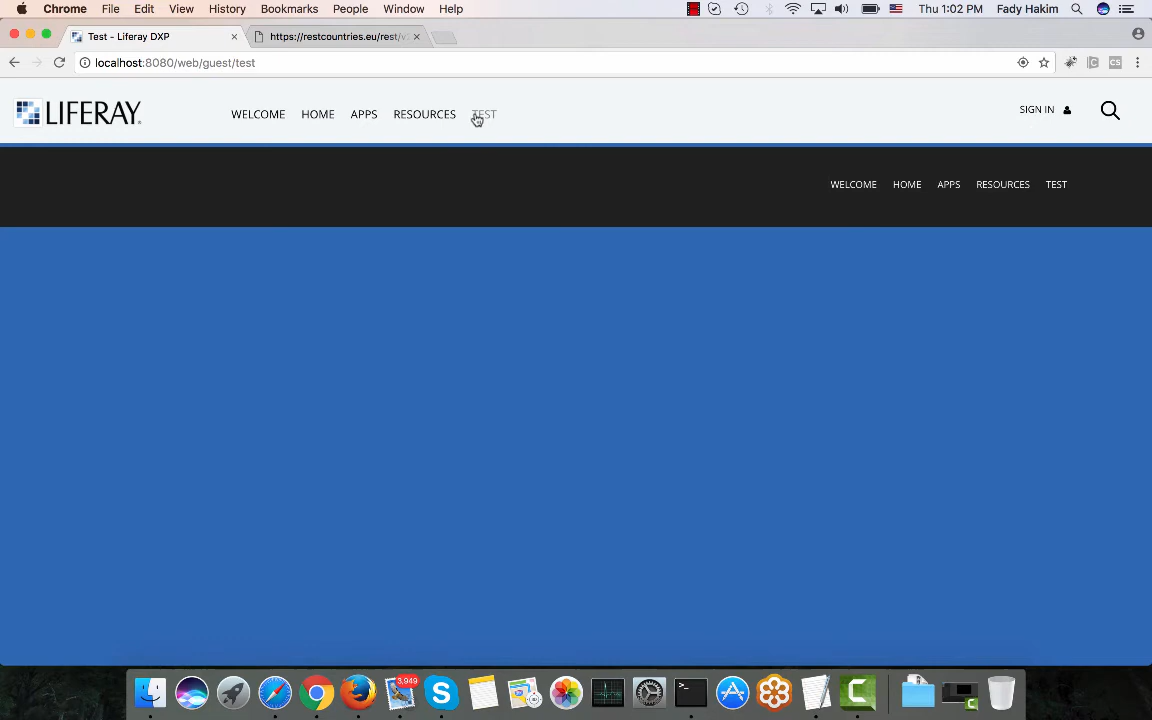 Chrome File Edit View History Bookmarks People Window Help Thu 1:02 PM Fady Hakim
Test - Liferay DXP https://restcountries.eu/rest/v
localhost:8080/web/guest/test
LIFERAY WELCOME HOME APPS RESOURCES TEST SIGN IN
WELCOME HOME APPS RESOURCES TEST
3,949